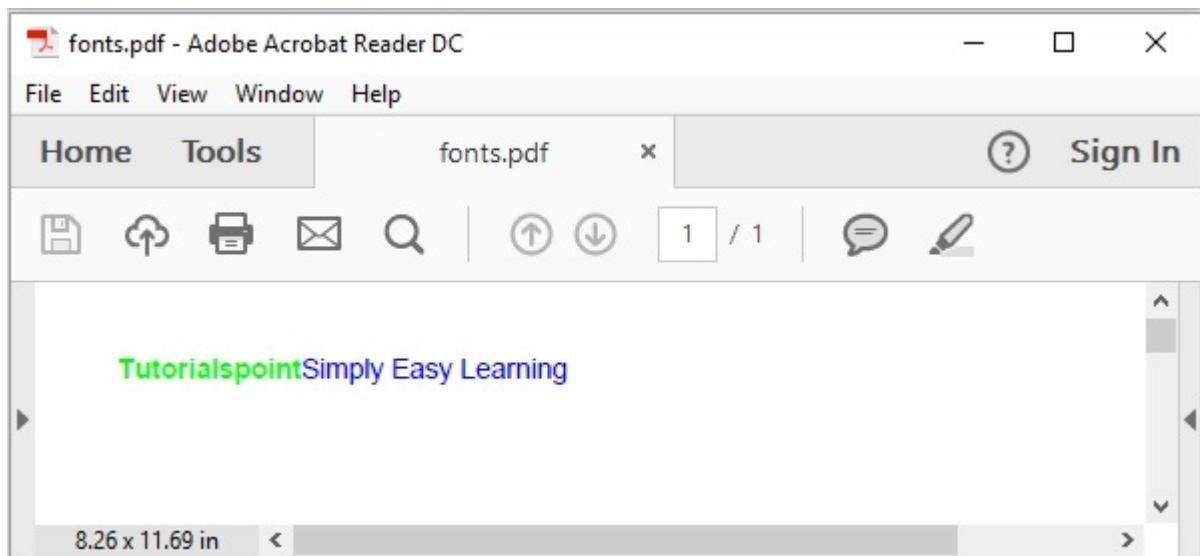 fonts.pdf - Adobe Acrobat Reader DC
File Edit View Window Help
Home Tools fonts.pdf × ? Sign In
1 / 1
TutorialspointSimply Easy Learning
8.26 x 11.69 in